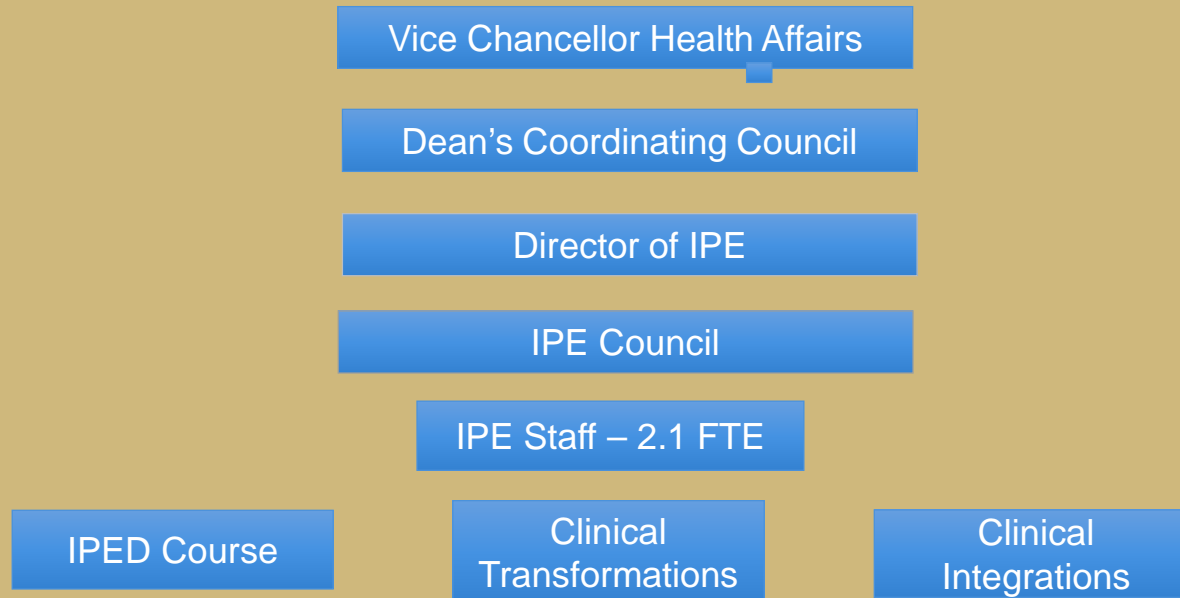 Vice Chancellor Health Affairs
Dean’s Coordinating Council
Director of IPE
IPE Council
IPE Staff – 2.1 FTE
IPED Course
Clinical
Transformations
Clinical
Integrations